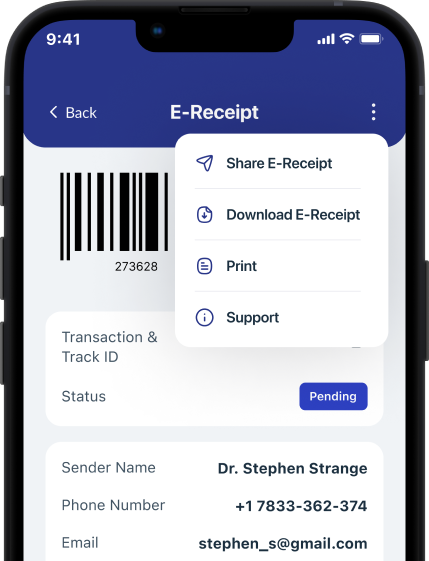 9:41
Back
E-Receipt
Share E-Receipt
Download E-Receipt
Print
Support
273628
Transaction &
Track ID
Status
Pending
Sender Name
Dr. Stephen Strange
Phone Number
+1 7833-362-374
Email
stephen_s@gmail.com